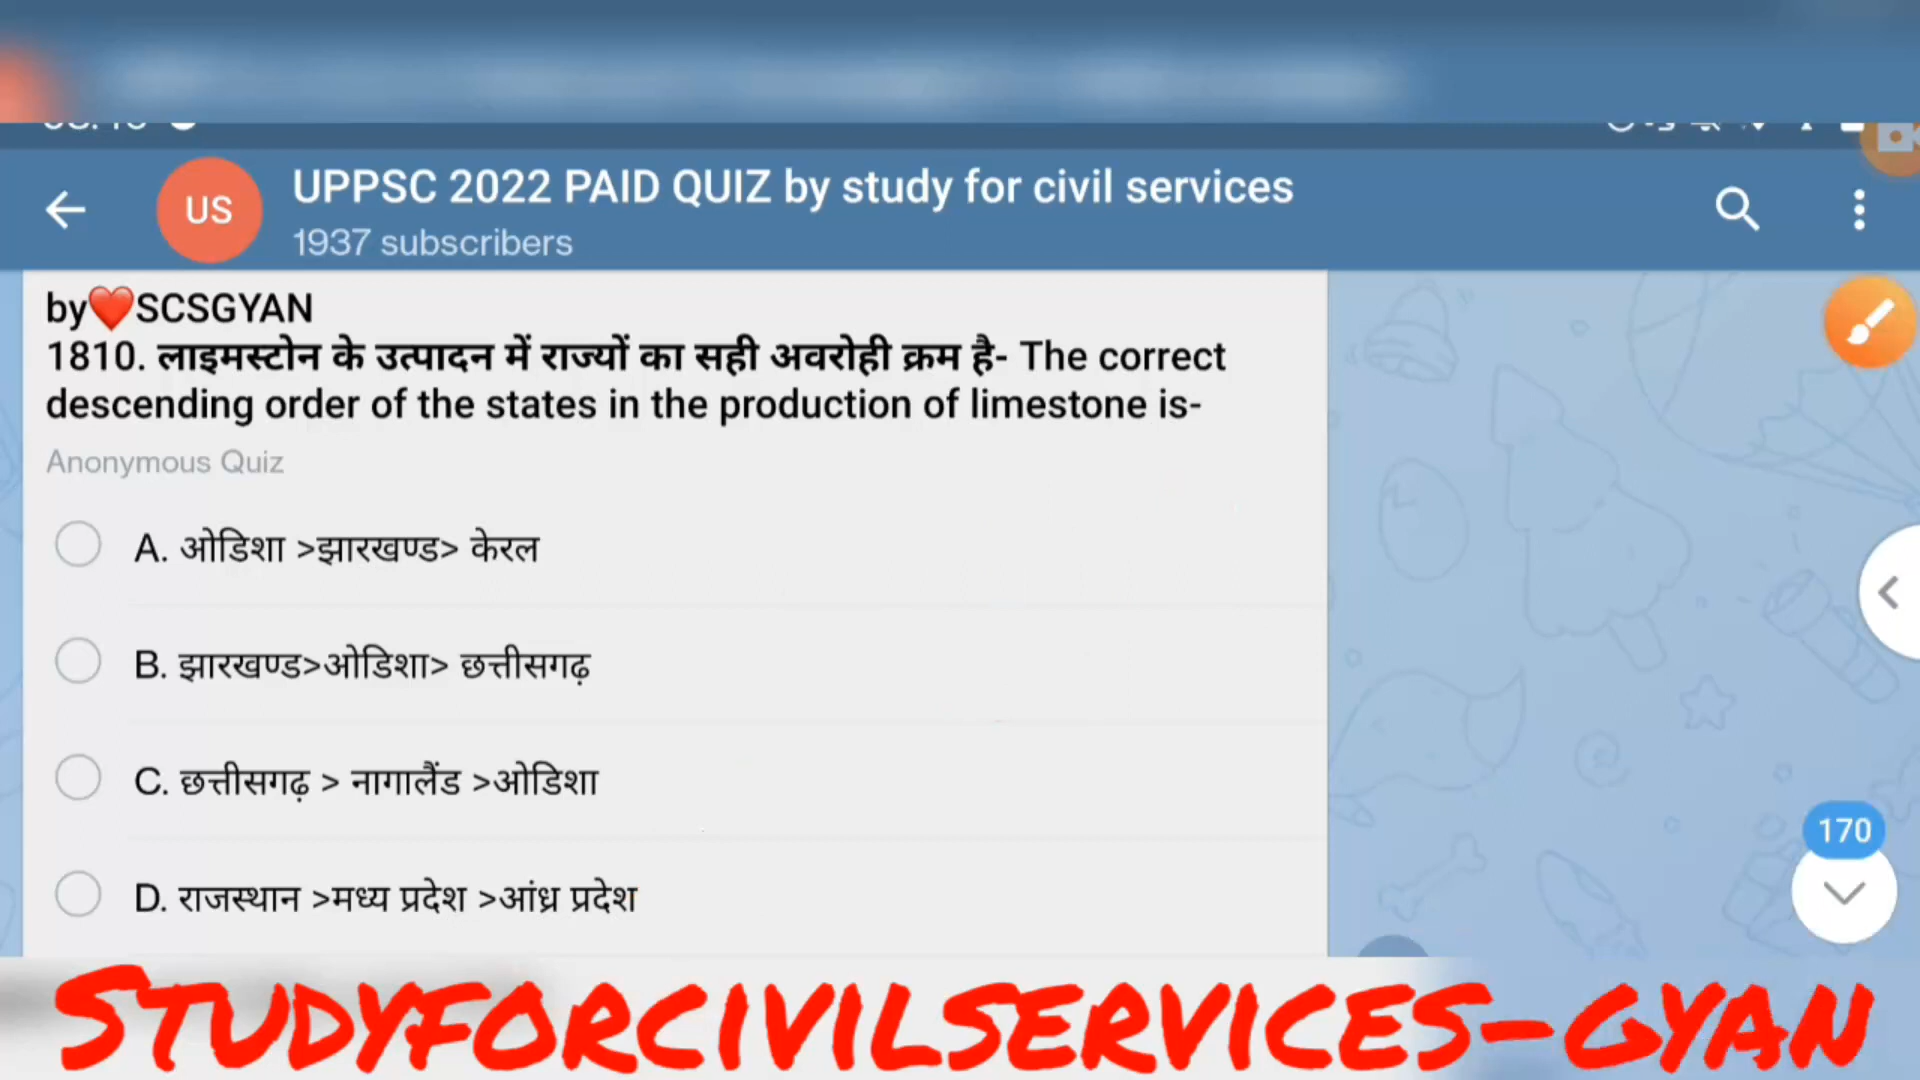 UPPSC 2022 PAID QUIZ by study for civil services
US
1937 subscribers
by❤️SCSGYAN
1810. लाइमस्टोन के उत्पादन में राज्यों का सही अवरोही क्रम है- The correct
descending order of the states in the production of limestone is-
Anonymous Quiz
A. ओडिशा >झारखण्ड> केरल
B. झारखण्ड>ओडिशा> छत्तीसगढ़
C. छत्तीसगढ़ > नागालैंड >ओडिशा
D. राजस्थान >मध्य प्रदेश >आंध्र प्रदेश
170
STUDYFORCIVILSERVICES-GYAN